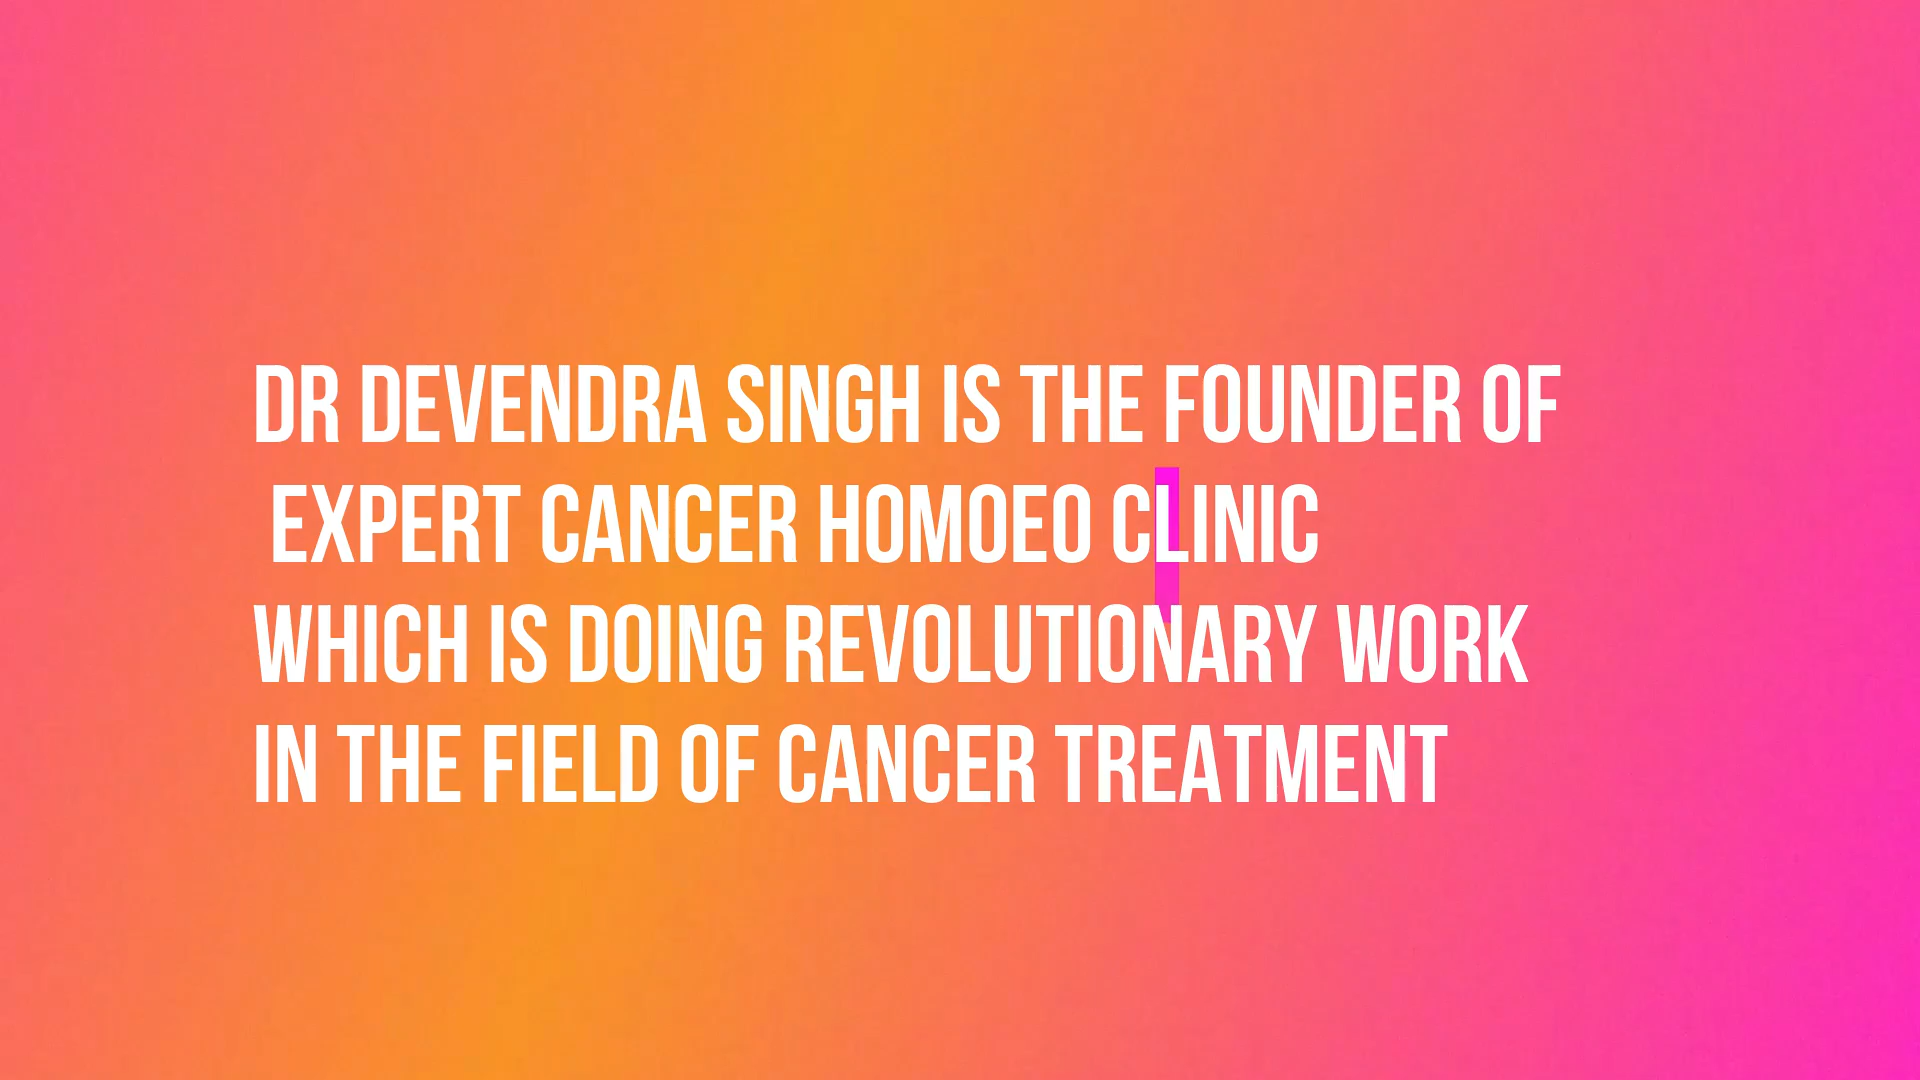 DR DEVENDRA SINGH IS THE FOUNDER OF
EXPERT CANCER HOMOEO CLINIC
WHICH IS DOING REVOLUTIONARY WORK
IN THE FIELD OF CANCER TREATMENT